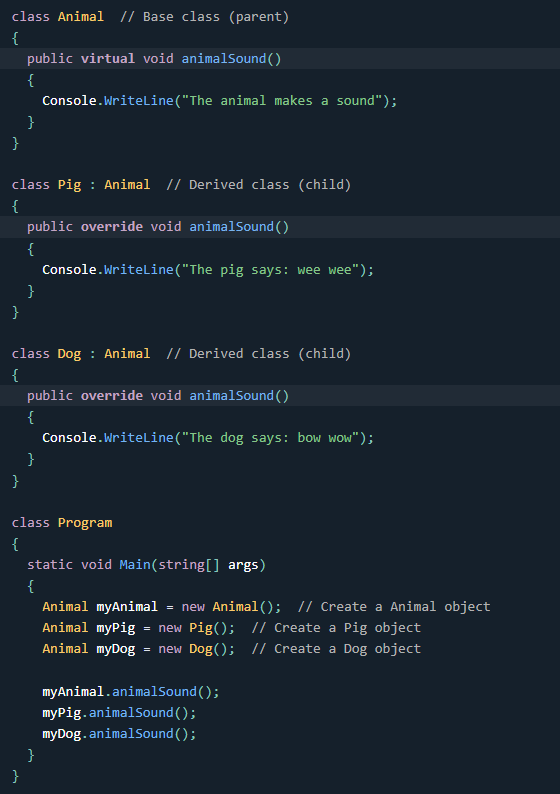 class Animal  // Base class (parent)
{
  public virtual void animalSound()
  {
    Console.WriteLine("The animal makes a sound");
  }
}

class Pig : Animal  // Derived class (child)
{
  public override void animalSound()
  {
    Console.WriteLine("The pig says: wee wee");
  }
}

class Dog : Animal  // Derived class (child)
{
  public override void animalSound()
  {
    Console.WriteLine("The dog says: bow wow");
  }
}

class Program
{
  static void Main(string[] args)
  {
    Animal myAnimal = new Animal();  // Create a Animal object
    Animal myPig = new Pig();  // Create a Pig object
    Animal myDog = new Dog();  // Create a Dog object

    myAnimal.animalSound();
    myPig.animalSound();
    myDog.animalSound();
  }
}